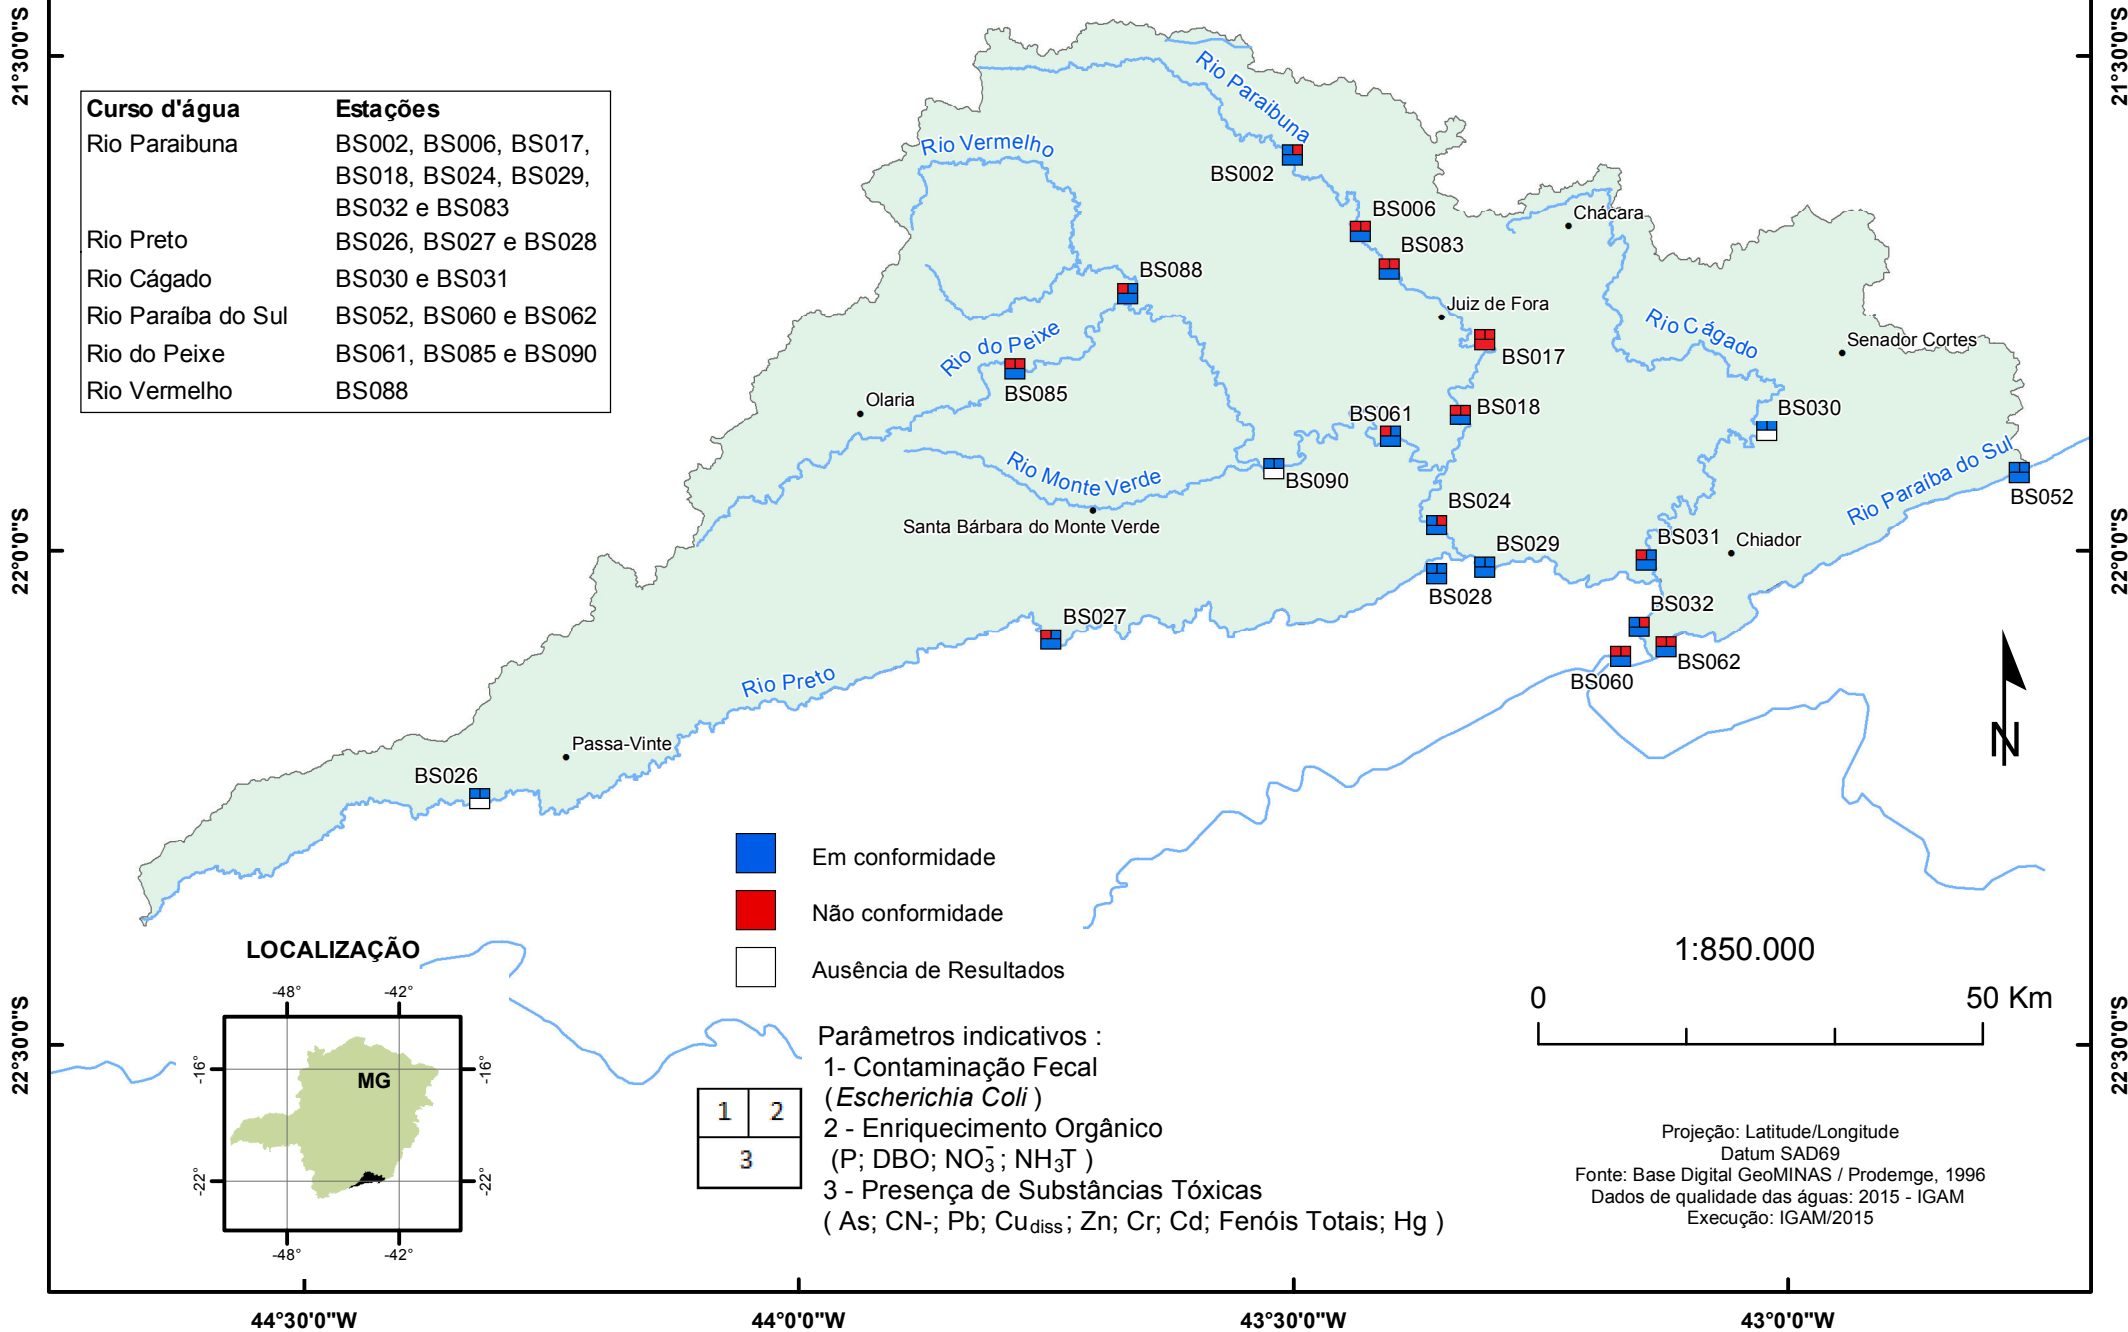 21°30'0"S
21°30'0"S
Curso d'água Estações
Rio Paraibuna BS002, BS006, BS017,
BS018, BS024, BS029,
BS032 e BS083
Rio Preto BS026, BS027 e BS028
Rio Cágado BS030 e BS031
Rio Paraíba do Sul BS052, BS060 e BS062
Rio do Peixe BS061, BS085 e BS090
Rio Vermelho BS088
Rio Paraibuna
Rio Vermelho
BS002
BS006
Chácara
BS083
BS088
Juiz de Fora
Rio Cágado
Rio do Peixe
Senador Cortes
BS017
BS085
Olaria
BS061
BS018
BS030
Rio Monte Verde
BS090
Rio Paraíba do Sul
BS052
BS024
Santa Bárbara do Monte Verde
BS029
BS031
Chiador
22°0'0"S
22°0'0"S
BS028
BS027
BS032
BS062
BS060
Rio Preto
Passa-Vinte
BS026
N
Em conformidade
Não conformidade
Ausência de Resultados
LOCALIZAÇÃO
-48° -42°
-16° -16°
MG
-22° -22°
-48° -42°
1:850.000
0 50 Km
22°30'0"S
22°30'0"S
Parâmetros indicativos :
1- Contaminação Fecal
(Escherichia Coli )
2 - Enriquecimento Orgânico
(P; DBO; NO₃⁻; NH₃T )
3 - Presença de Substâncias Tóxicas
( As; CN-; Pb; Cu diss; Zn; Cr; Cd; Fenóis Totais; Hg )
1 2
3
Projeção: Latitude/Longitude
Datum SAD69
Fonte: Base Digital GeoMINAS / Prodemge, 1996
Dados de qualidade das águas: 2015 - IGAM
Execução: IGAM/2015
44°30'0"W 44°0'0"W 43°30'0"W 43°0'0"W